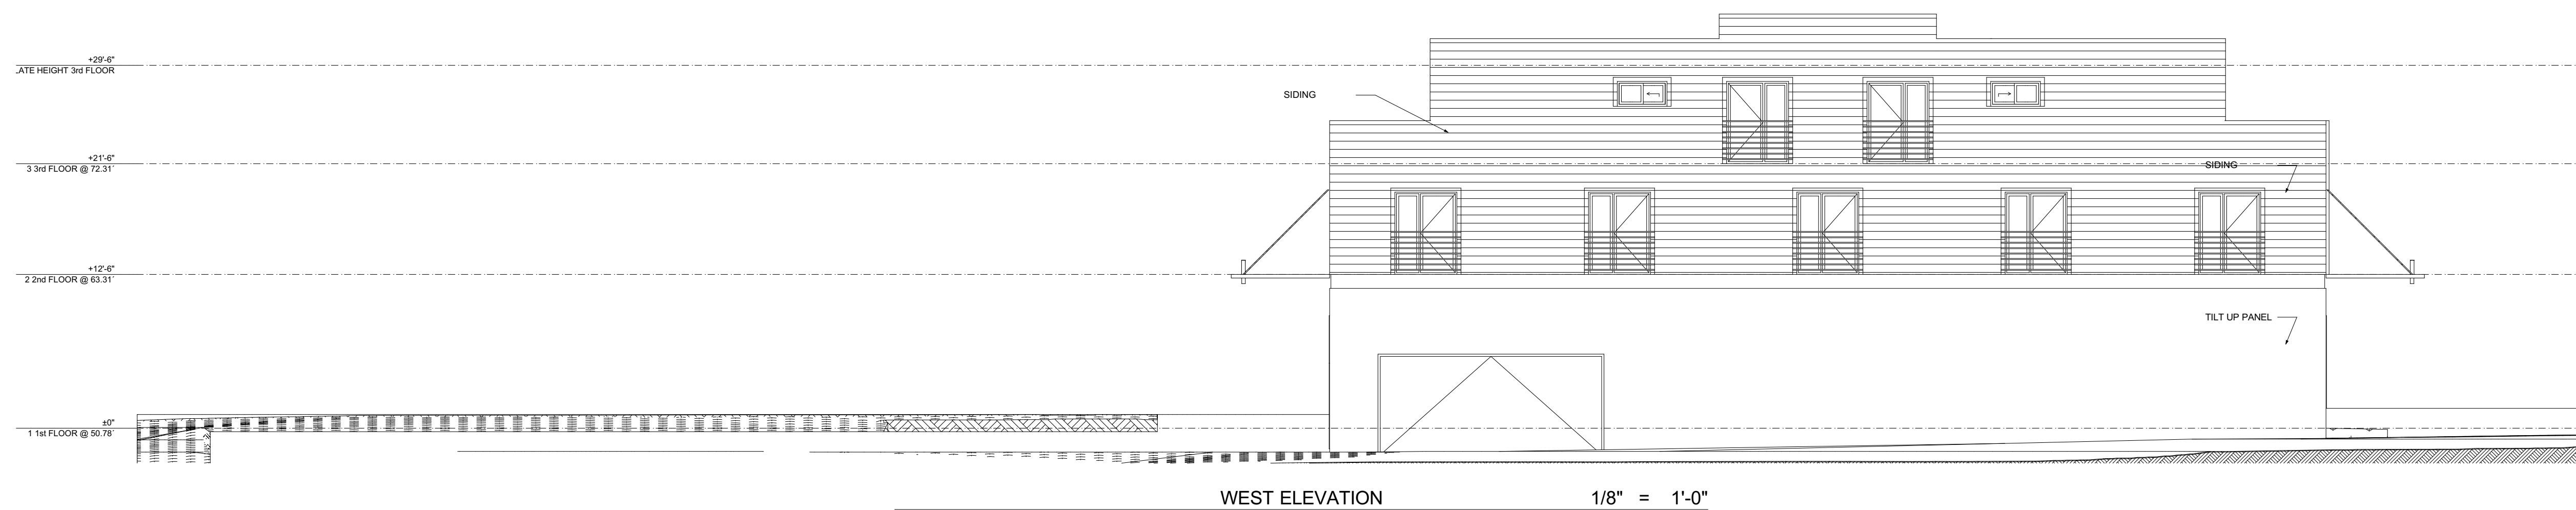 +29'-6"
ATE HEIGHT 3rd FLOOR
SIDING
+21'-6"
3 3rd FLOOR @ 72.31`
SIDING
+12'-6"
2 2nd FLOOR @ 63.31`
TILT UP PANEL
±0"
1 1st FLOOR @ 50.78`
WEST ELEVATION 1/8" = 1'-0"